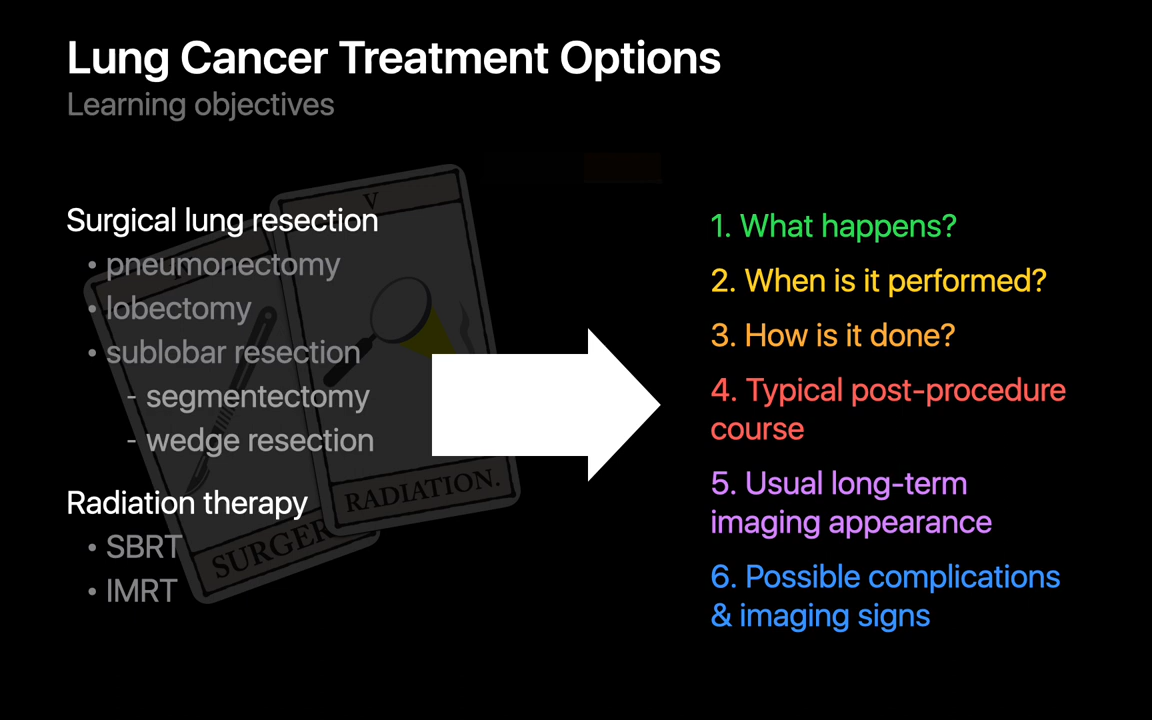 Lung Cancer Treatment Options
Learning objectives
Surgical lung resection
• pneumonectomy
• lobectomy
• sublobar resection
- segmentectomy
- wedge resection
Radiation therapy
• SBRT
• IMRT
V
RADIATION.
SURGER
1. What happens?
2. When is it performed?
3. How is it done?
4. Typical post-procedure
course
5. Usual long-term
imaging appearance
6. Possible complications
& imaging signs